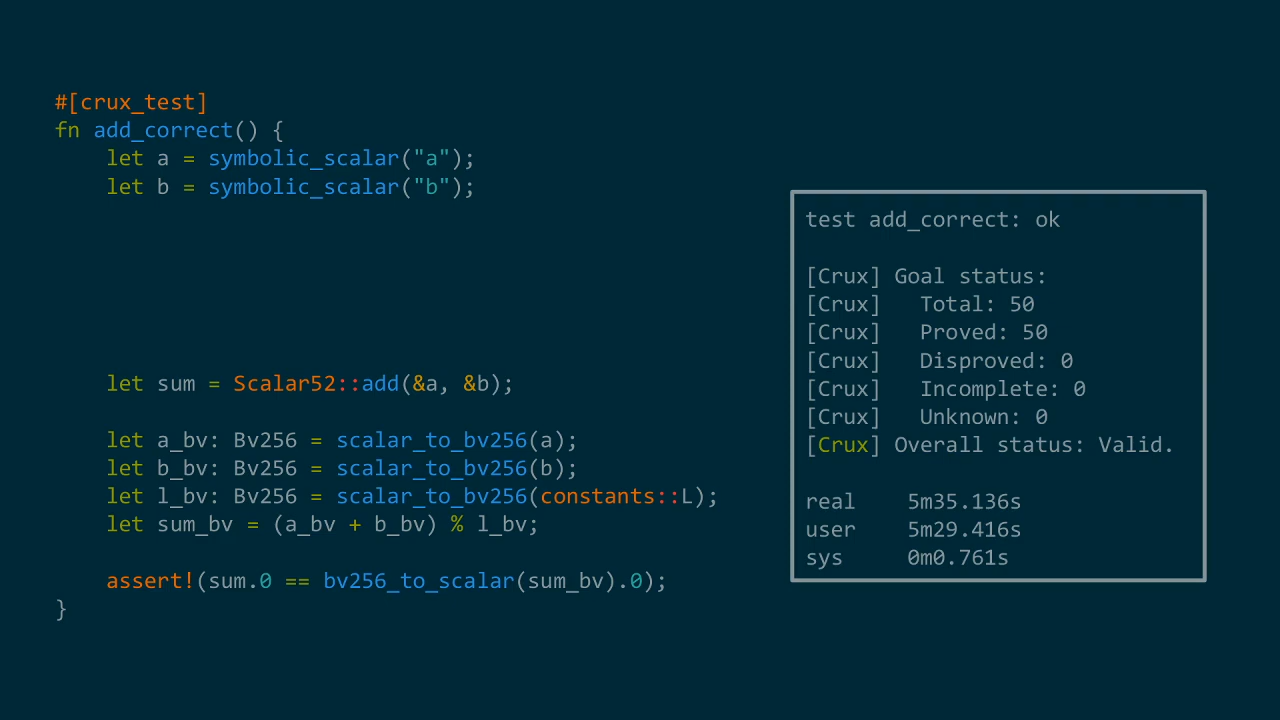 #[crux_test]
fn add_correct() {
    let a = symbolic_scalar("a");
    let b = symbolic_scalar("b");
    let sum = Scalar52::add(&a, &b);
    let a_bv: Bv256 = scalar_to_bv256(a);
    let b_bv: Bv256 = scalar_to_bv256(b);
    let l_bv: Bv256 = scalar_to_bv256(constants::L);
    let sum_bv = (a_bv + b_bv) % l_bv;
    assert!(sum.0 == bv256_to_scalar(sum_bv).0);
}
test add_correct: ok
[Crux] Goal status:
[Crux]   Total: 50
[Crux]   Proved: 50
[Crux]   Disproved: 0
[Crux]   Incomplete: 0
[Crux]   Unknown: 0
[Crux] Overall status: Valid.
real    5m35.136s
user    5m29.416s
sys     0m0.761s